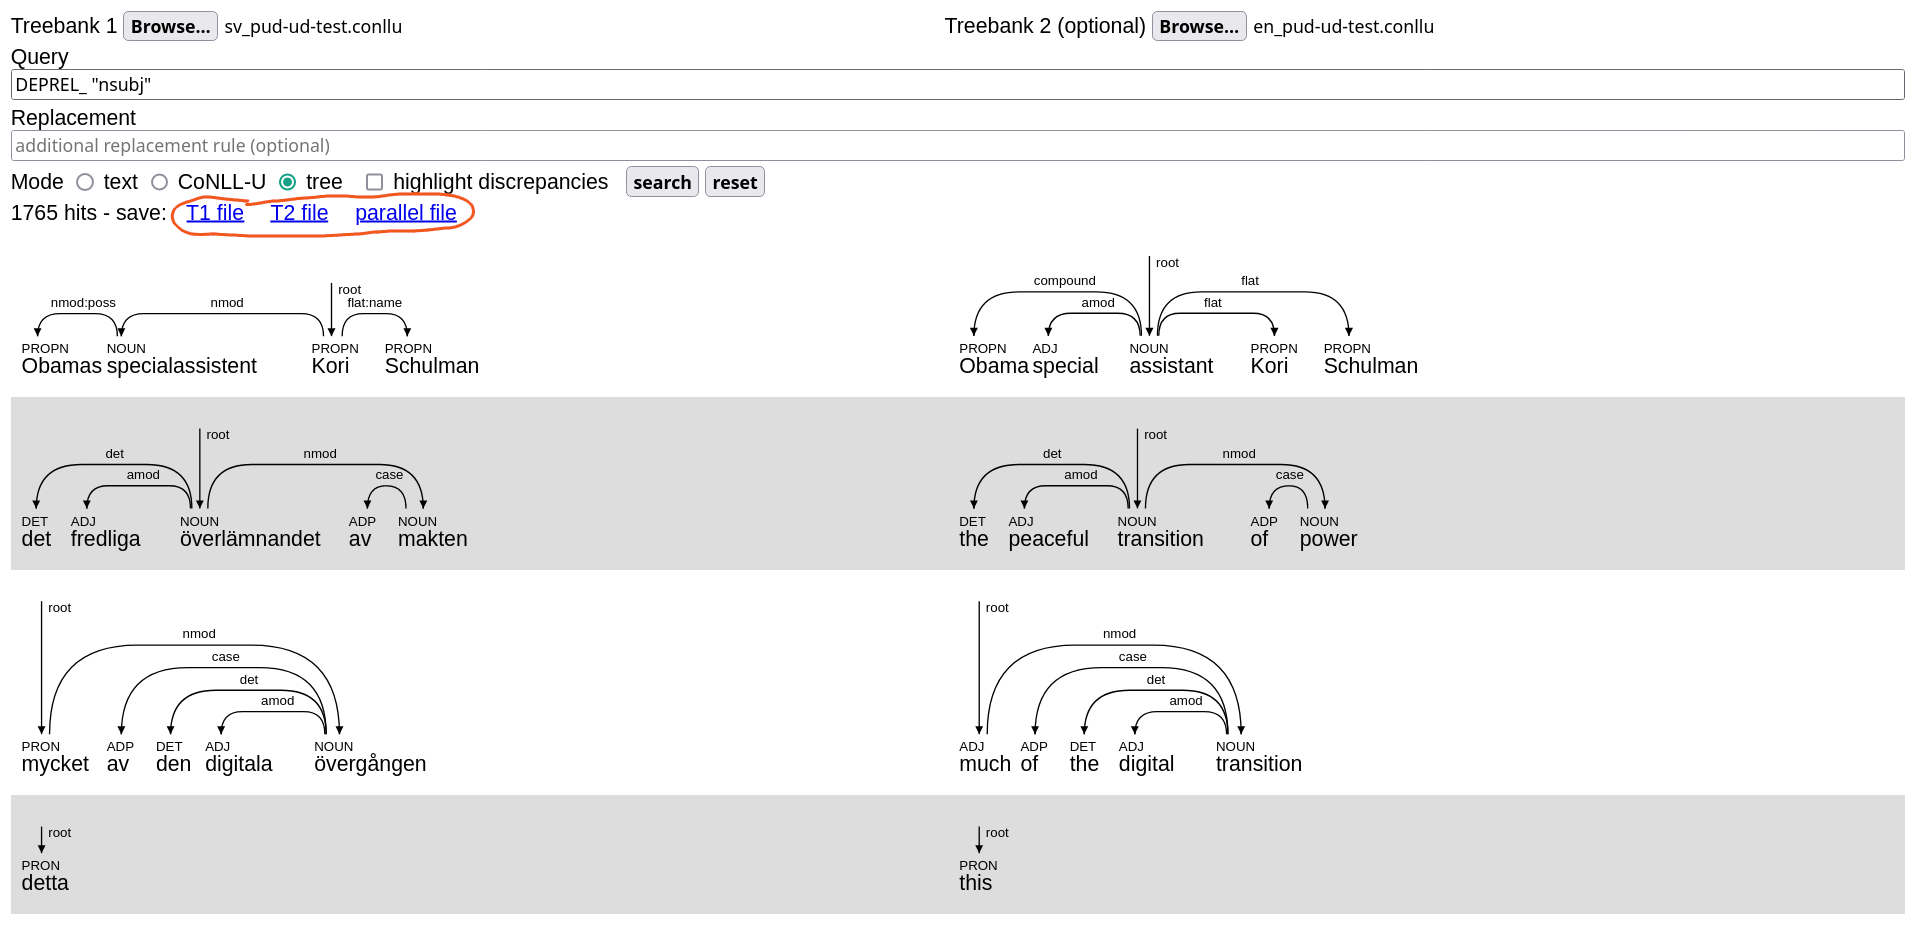 Treebank 1 Browse... sv_pud-ud-test.conllu Treebank 2 (optional) Browse... en_pud-ud-test.conllu
Query
DEPREL_ "nsubj"
Replacement
additional replacement rule (optional)
Mode text CoNLL-U tree highlight discrepancies search reset
1765 hits - save: T1 file T2 file parallel file
root
nmod:poss nmod flat:name
PROPN NOUN PROPN PROPN
Obamas specialassistent Kori Schulman
root
compound flat
amod flat
PROPN ADJ NOUN PROPN PROPN
Obama special assistant Kori Schulman
root
det nmod
amod case
DET ADJ NOUN ADP NOUN
det fredliga överlämnandet av makten
root
det nmod
amod case
DET ADJ NOUN ADP NOUN
the peaceful transition of power
root
nmod
case
det
amod
PRON ADP DET ADJ NOUN
mycket av den digitala övergången
root
nmod
case
det
amod
ADJ ADP DET ADJ NOUN
much of the digital transition
root
PRON
detta
root
PRON
this